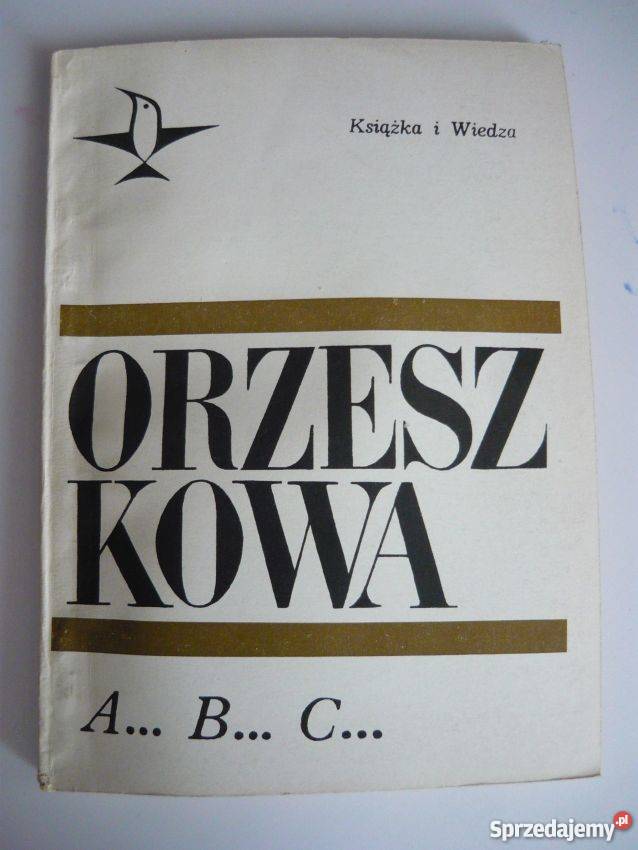 Książka i Wiedza
ORZESZ
KOWA
A... B... C...
Sprzedajemy.pl